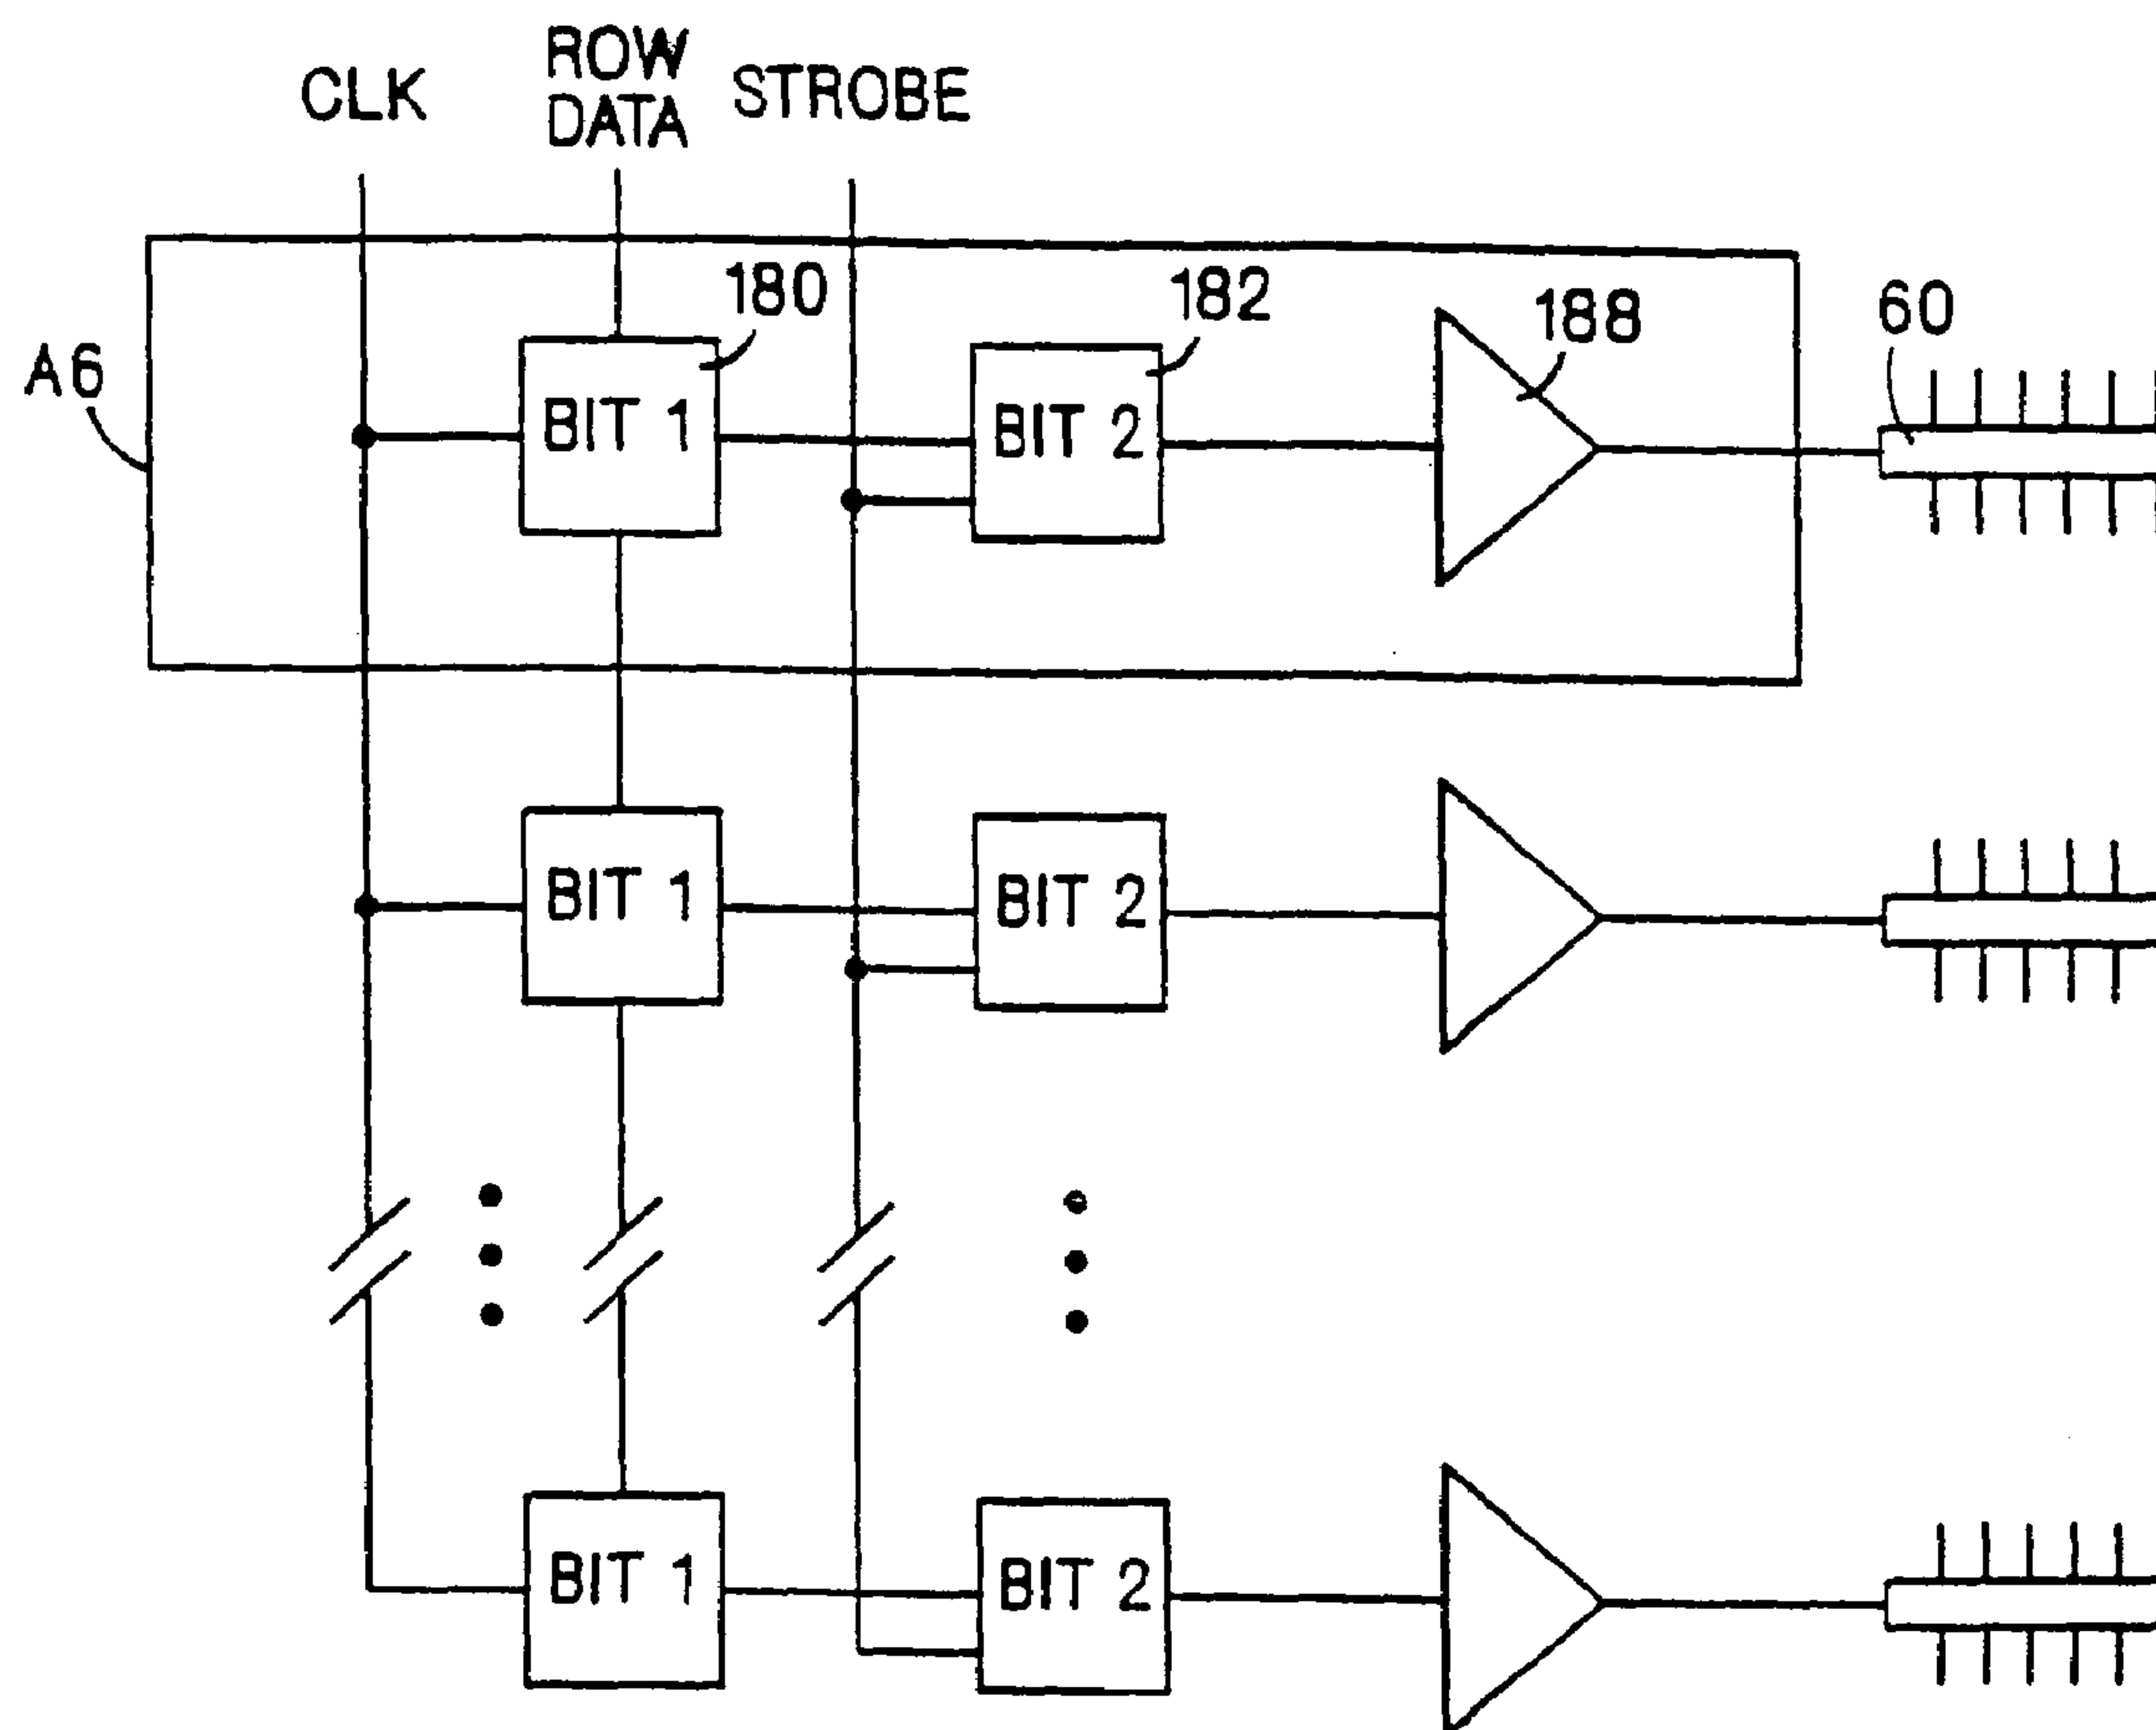 CLK
ROW
DATA
STROBE
180
182
188
60
A6
BIT 1
BIT 2
BIT 1
BIT 2
BIT 1
BIT 2